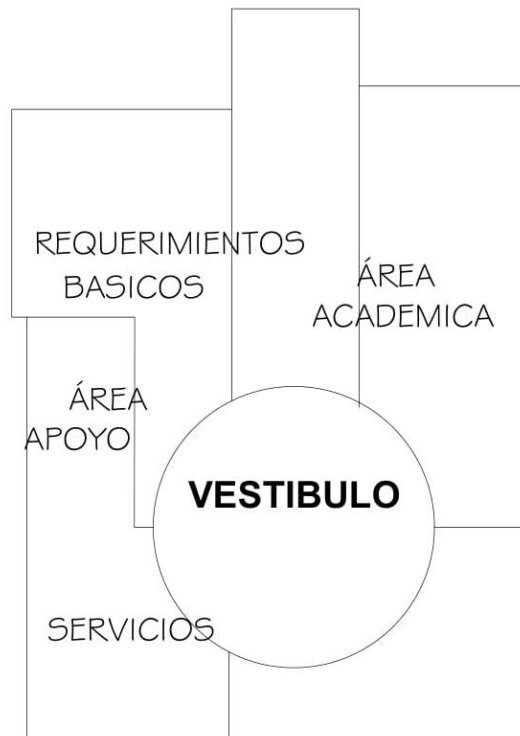 REQUERIMIENTOS
BASICOS
ÁREA
ACADEMICA
ÁREA
APOYO
VESTIBULO
SERVICIOS